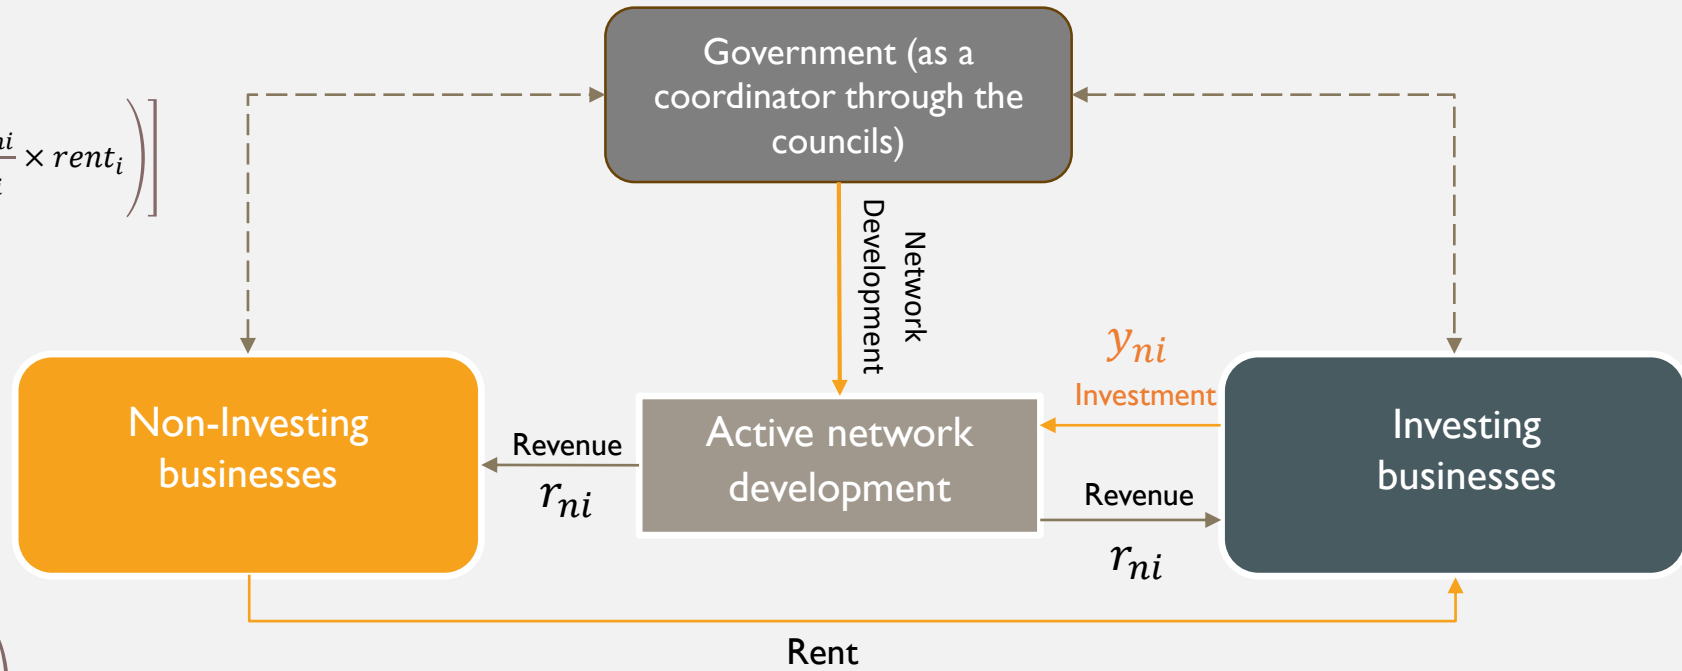 Government (as a
coordinator through the
councils)
× rent_i )]
Network
Development
y_ni
Investment
Non-Investing
businesses
Revenue
r_ni
Active network
development
Revenue
r_ni
Investing
businesses
Rent